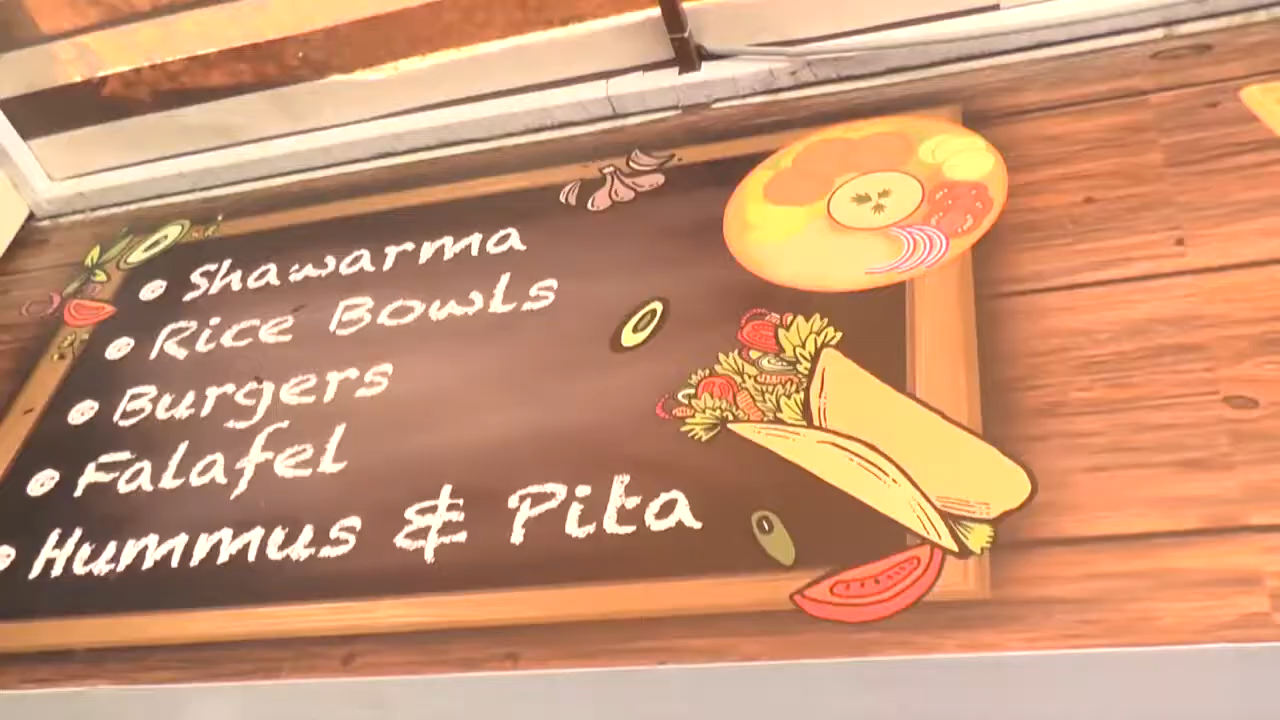 • Shawarma
• Rice Bowls
• Burgers
• Falafel
• Hummus & Pita